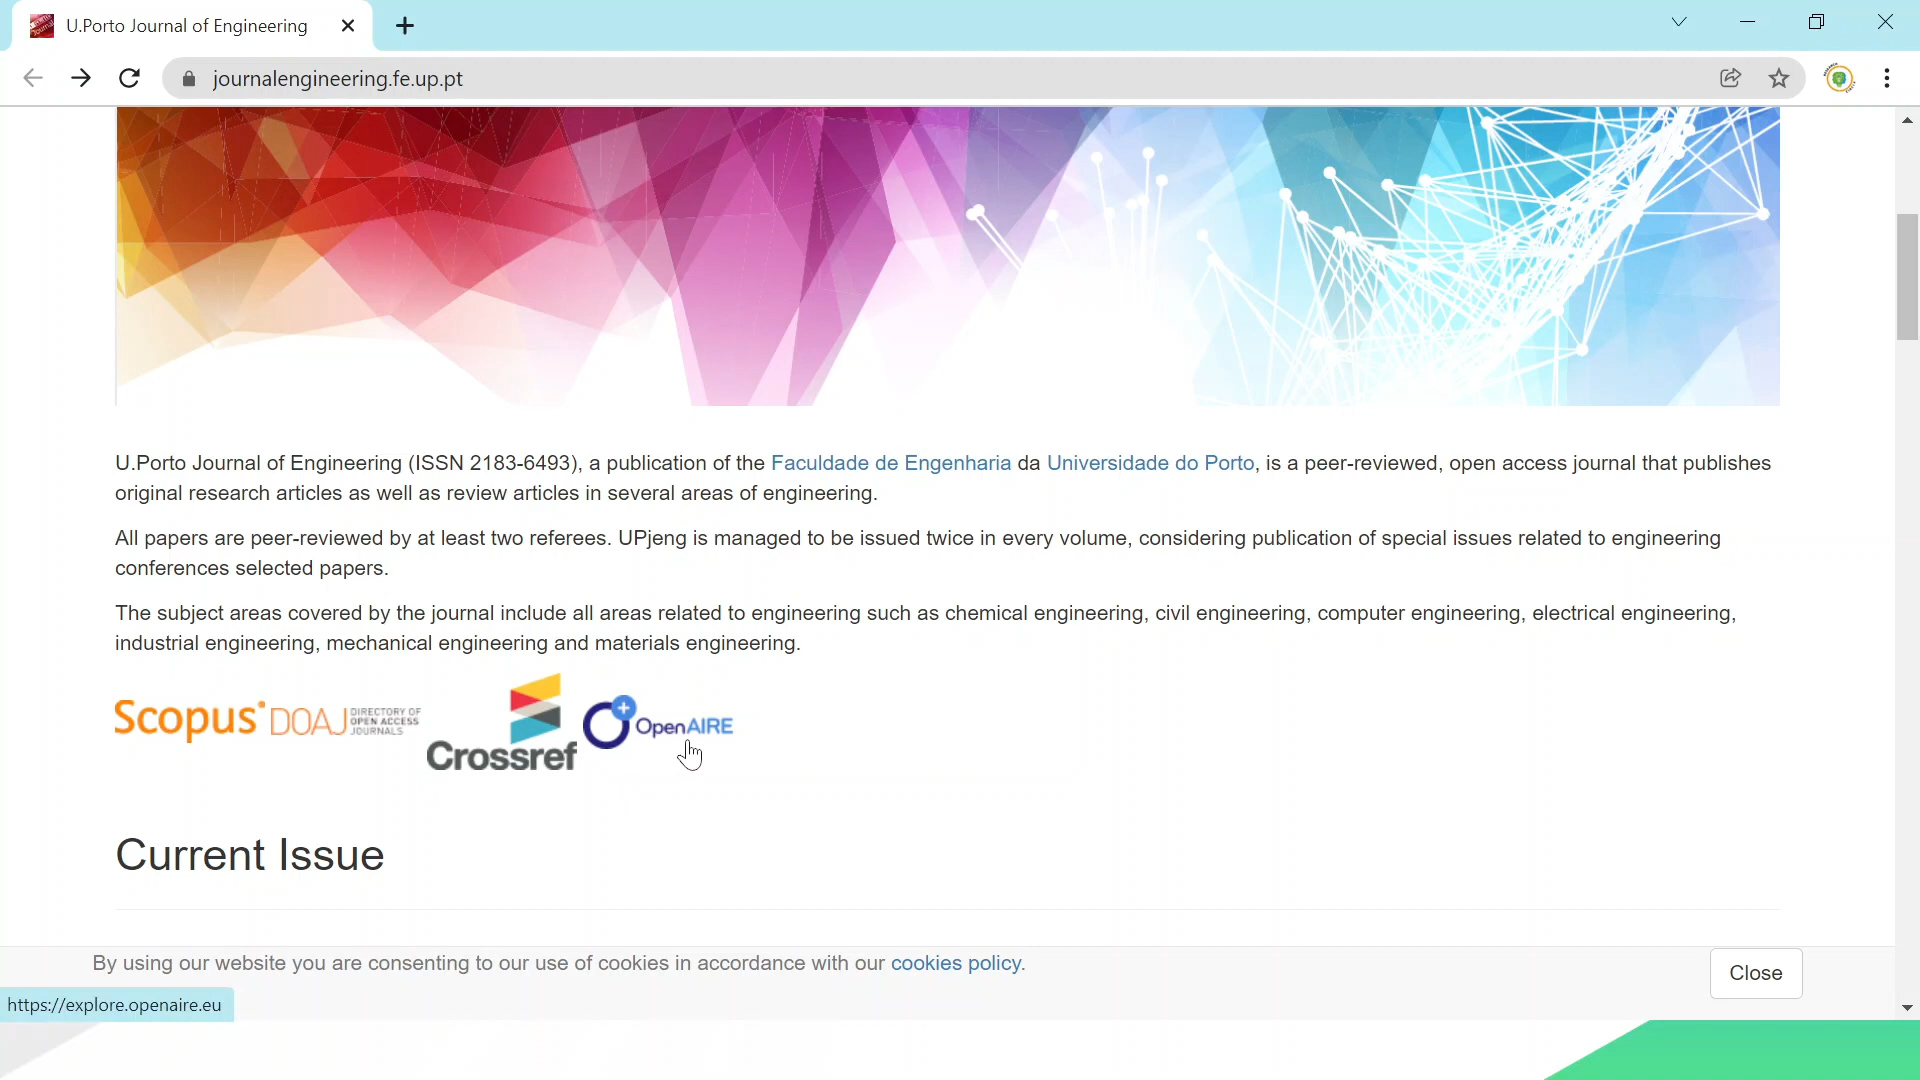 U.Porto Journal of Engineering
journalengineering.fe.up.pt
U.Porto Journal of Engineering (ISSN 2183-6493), a publication of the Faculdade de Engenharia da Universidade do Porto, is a peer-reviewed, open access journal that publishes
original research articles as well as review articles in several areas of engineering.
All papers are peer-reviewed by at least two referees. UPjeng is managed to be issued twice in every volume, considering publication of special issues related to engineering
conferences selected papers.
The subject areas covered by the journal include all areas related to engineering such as chemical engineering, civil engineering, computer engineering, electrical engineering,
industrial engineering, mechanical engineering and materials engineering.
Scopus DOAJ DIRECTORY OF
OPEN ACCESS
JOURNALS
Crossref
OpenAIRE
Current Issue
By using our website you are consenting to our use of cookies in accordance with our cookies policy.
Close
https://explore.openaire.eu